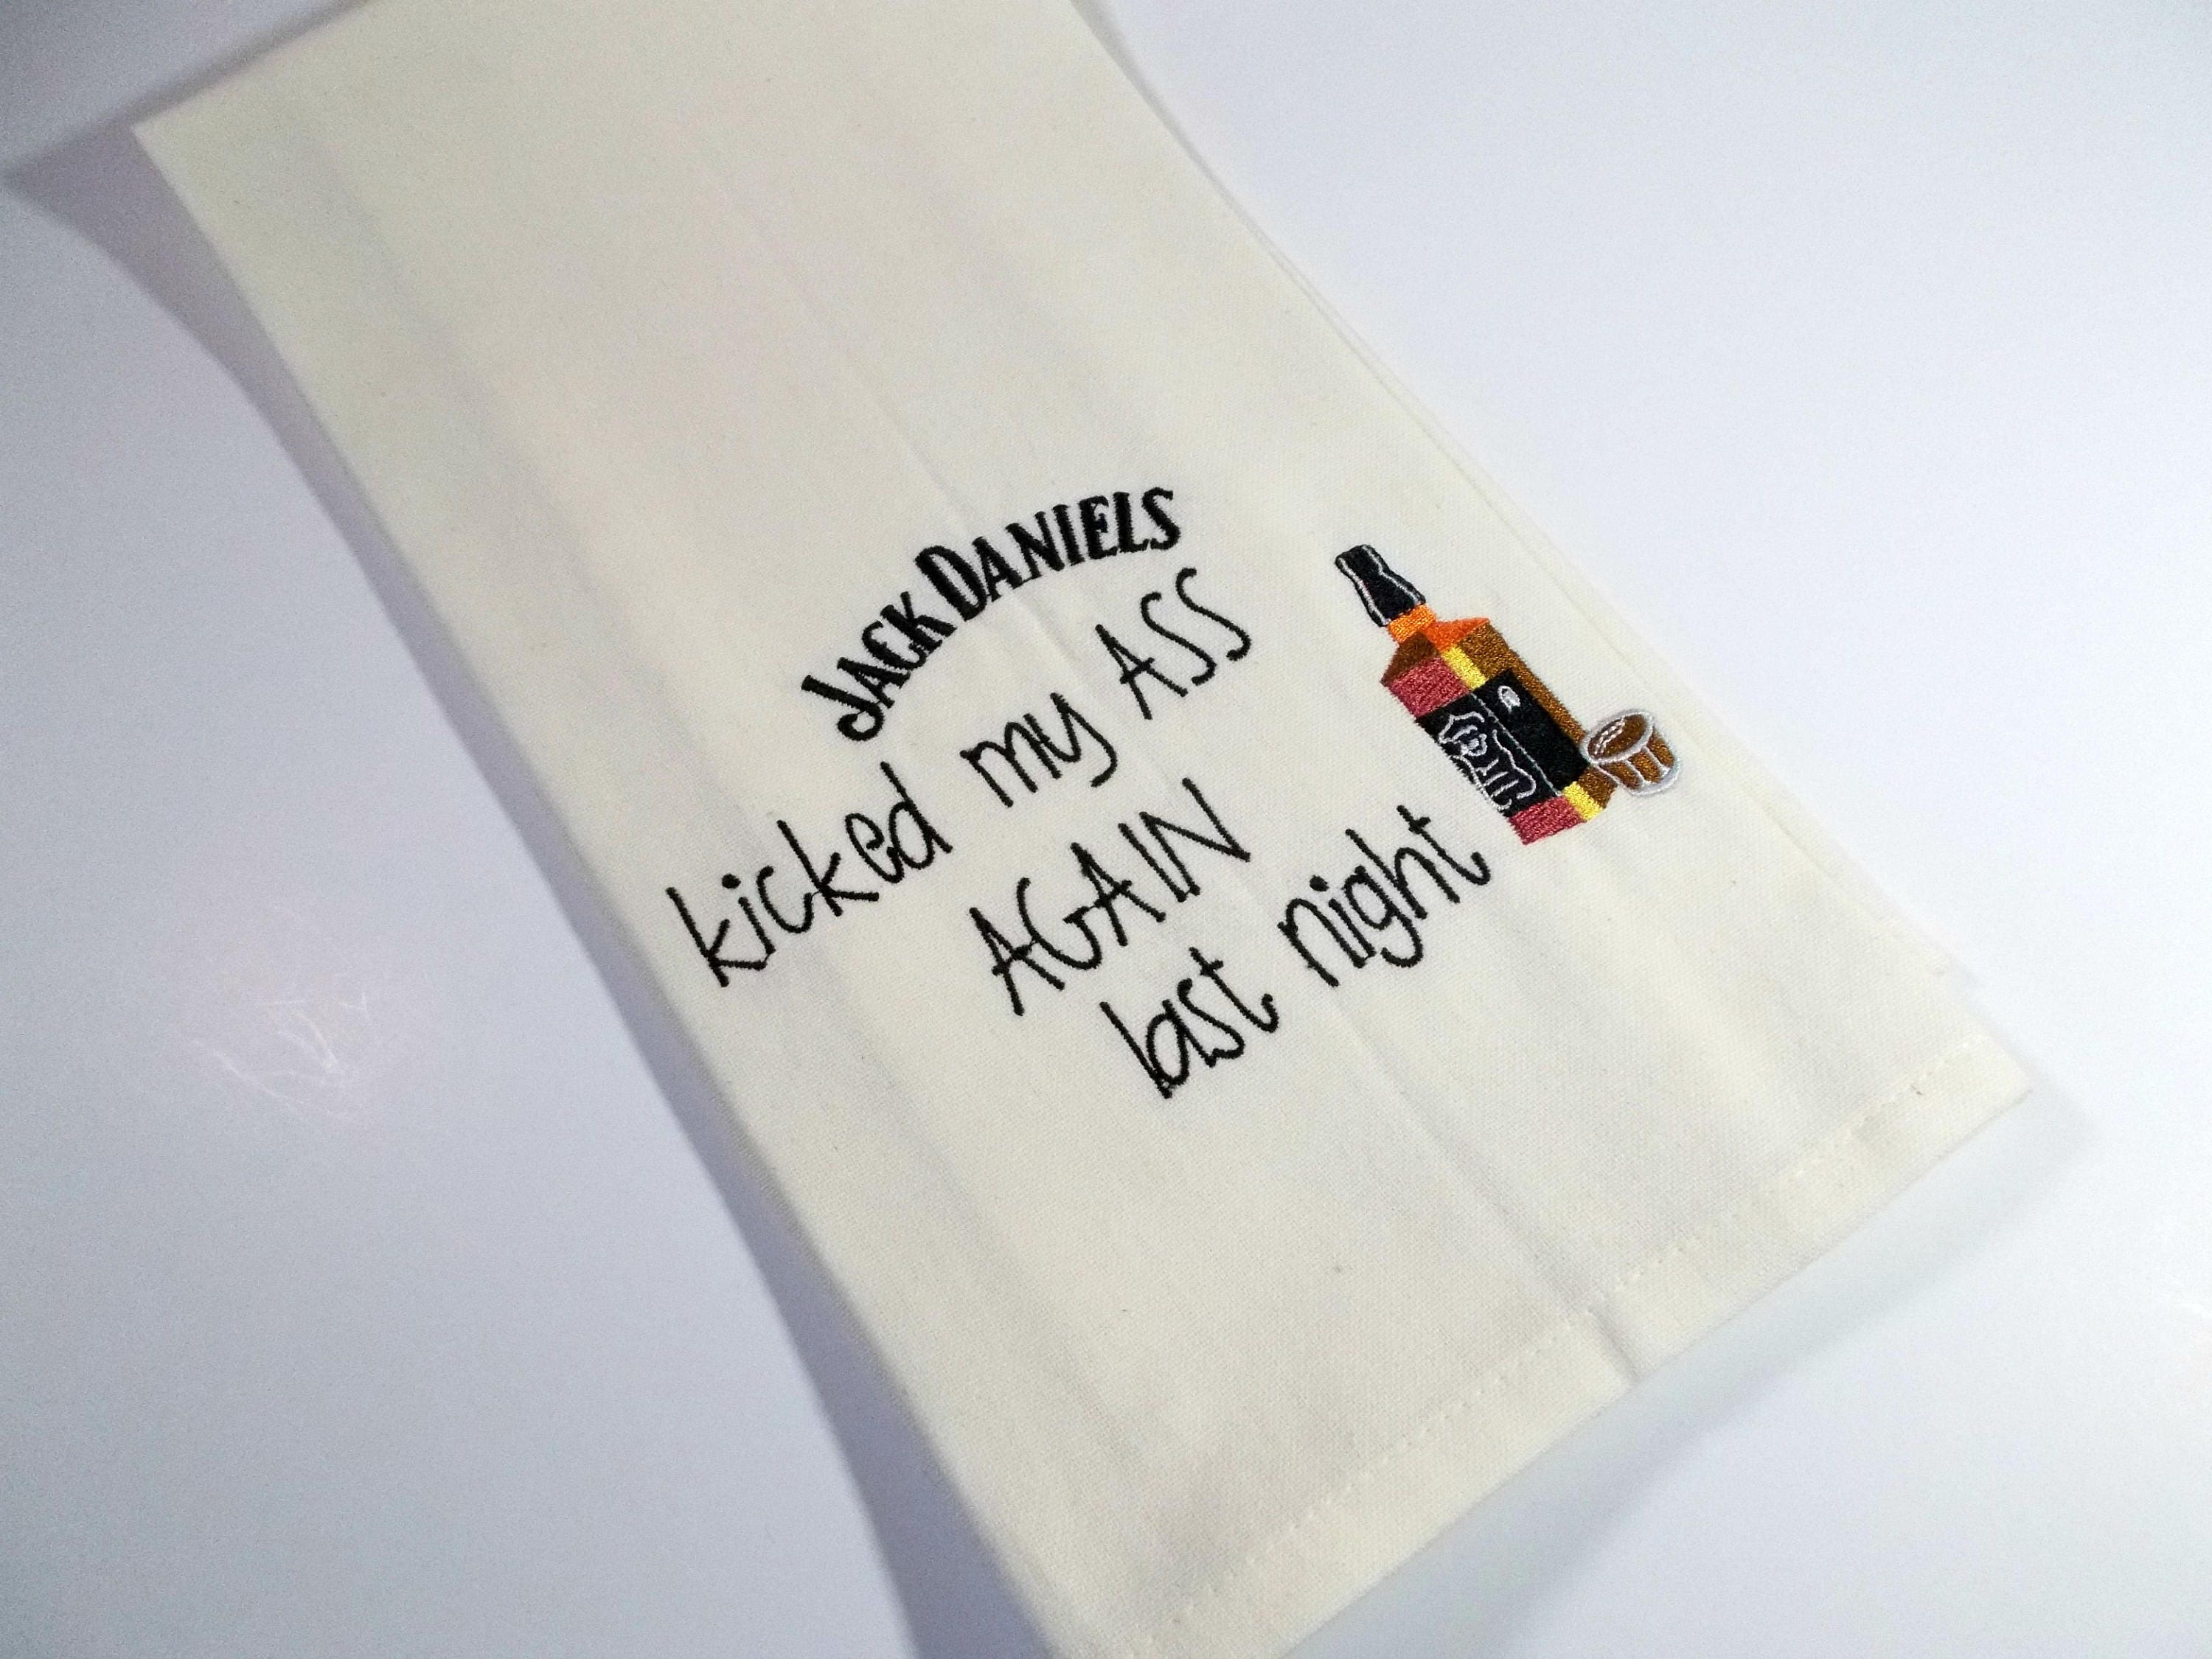 JACK DANIELS
kicked my ASS
AGAIN
last night